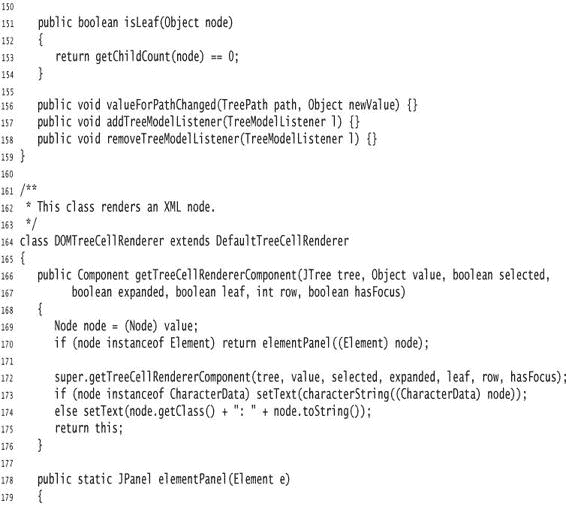 150
151 public boolean isLeaf(Object node)
152 {
153 return getChildCount(node) == 0;
154 }
155
156 public void valueForPathChanged(TreePath path, Object newValue) {}
157 public void addTreeModelListener(TreeModelListener l) {}
158 public void removeTreeModelListener(TreeModelListener l) {}
159 }
160
161 /**
162 * This class renders an XML node.
163 */
164 class DOMTreeCellRenderer extends DefaultTreeCellRenderer
165 {
166 public Component getTreeCellRendererComponent(JTree tree, Object value, boolean selected,
167 boolean expanded, boolean leaf, int row, boolean hasFocus)
168 {
169 Node node = (Node) value;
170 if (node instanceof Element) return elementPanel((Element) node);
171
172 super.getTreeCellRendererComponent(tree, value, selected, expanded, leaf, row, hasFocus);
173 if (node instanceof CharacterData) setText(characterString((CharacterData) node));
174 else setText(node.getClass() + ": " + node.toString());
175 return this;
176 }
177
178 public static JPanel elementPanel(Element e)
179 {